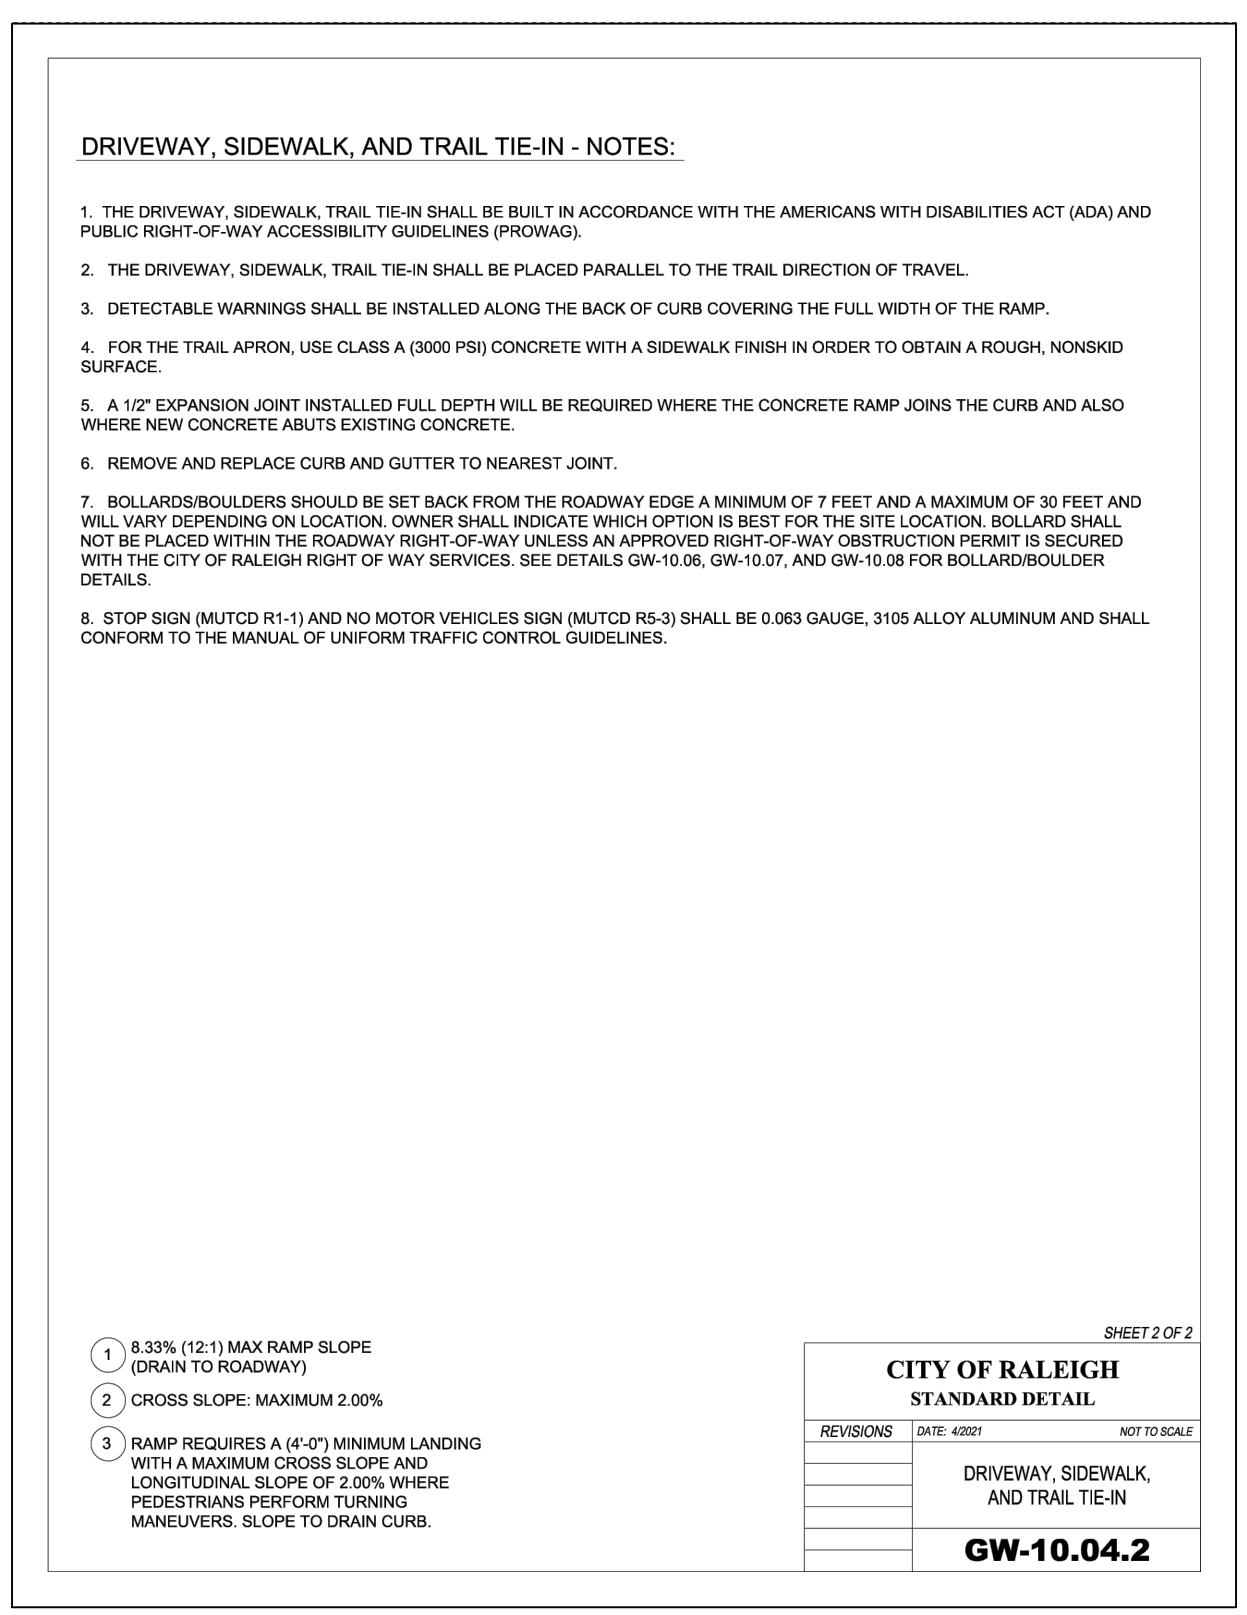 DRIVEWAY, SIDEWALK, AND TRAIL TIE-IN - NOTES:
1. THE DRIVEWAY, SIDEWALK, TRAIL TIE-IN SHALL BE BUILT IN ACCORDANCE WITH THE AMERICANS WITH DISABILITIES ACT (ADA) AND
PUBLIC RIGHT-OF-WAY ACCESSIBILITY GUIDELINES (PROWAG).
2. THE DRIVEWAY, SIDEWALK, TRAIL TIE-IN SHALL BE PLACED PARALLEL TO THE TRAIL DIRECTION OF TRAVEL.
3. DETECTABLE WARNINGS SHALL BE INSTALLED ALONG THE BACK OF CURB COVERING THE FULL WIDTH OF THE RAMP.
4. FOR THE TRAIL APRON, USE CLASS A (3000 PSI) CONCRETE WITH A SIDEWALK FINISH IN ORDER TO OBTAIN A ROUGH, NONSKID
SURFACE.
5. A 1/2" EXPANSION JOINT INSTALLED FULL DEPTH WILL BE REQUIRED WHERE THE CONCRETE RAMP JOINS THE CURB AND ALSO
WHERE NEW CONCRETE ABUTS EXISTING CONCRETE.
6. REMOVE AND REPLACE CURB AND GUTTER TO NEAREST JOINT.
7. BOLLARDS/BOULDERS SHOULD BE SET BACK FROM THE ROADWAY EDGE A MINIMUM OF 7 FEET AND A MAXIMUM OF 30 FEET AND
WILL VARY DEPENDING ON LOCATION. OWNER SHALL INDICATE WHICH OPTION IS BEST FOR THE SITE LOCATION. BOLLARD SHALL
NOT BE PLACED WITHIN THE ROADWAY RIGHT-OF-WAY UNLESS AN APPROVED RIGHT-OF-WAY OBSTRUCTION PERMIT IS SECURED
WITH THE CITY OF RALEIGH RIGHT OF WAY SERVICES. SEE DETAILS GW-10.06, GW-10.07, AND GW-10.08 FOR BOLLARD/BOULDER
DETAILS.
8. STOP SIGN (MUTCD R1-1) AND NO MOTOR VEHICLES SIGN (MUTCD R5-3) SHALL BE 0.063 GAUGE, 3105 ALLOY ALUMINUM AND SHALL
CONFORM TO THE MANUAL OF UNIFORM TRAFFIC CONTROL GUIDELINES.
1 8.33% (12:1) MAX RAMP SLOPE
(DRAIN TO ROADWAY)
2 CROSS SLOPE: MAXIMUM 2.00%
3 RAMP REQUIRES A (4'-0") MINIMUM LANDING
WITH A MAXIMUM CROSS SLOPE AND
LONGITUDINAL SLOPE OF 2.00% WHERE
PEDESTRIANS PERFORM TURNING
MANEUVERS. SLOPE TO DRAIN CURB.
SHEET 2 OF 2
CITY OF RALEIGH
STANDARD DETAIL
REVISIONS DATE: 4/2021 NOT TO SCALE
DRIVEWAY, SIDEWALK,
AND TRAIL TIE-IN
GW-10.04.2